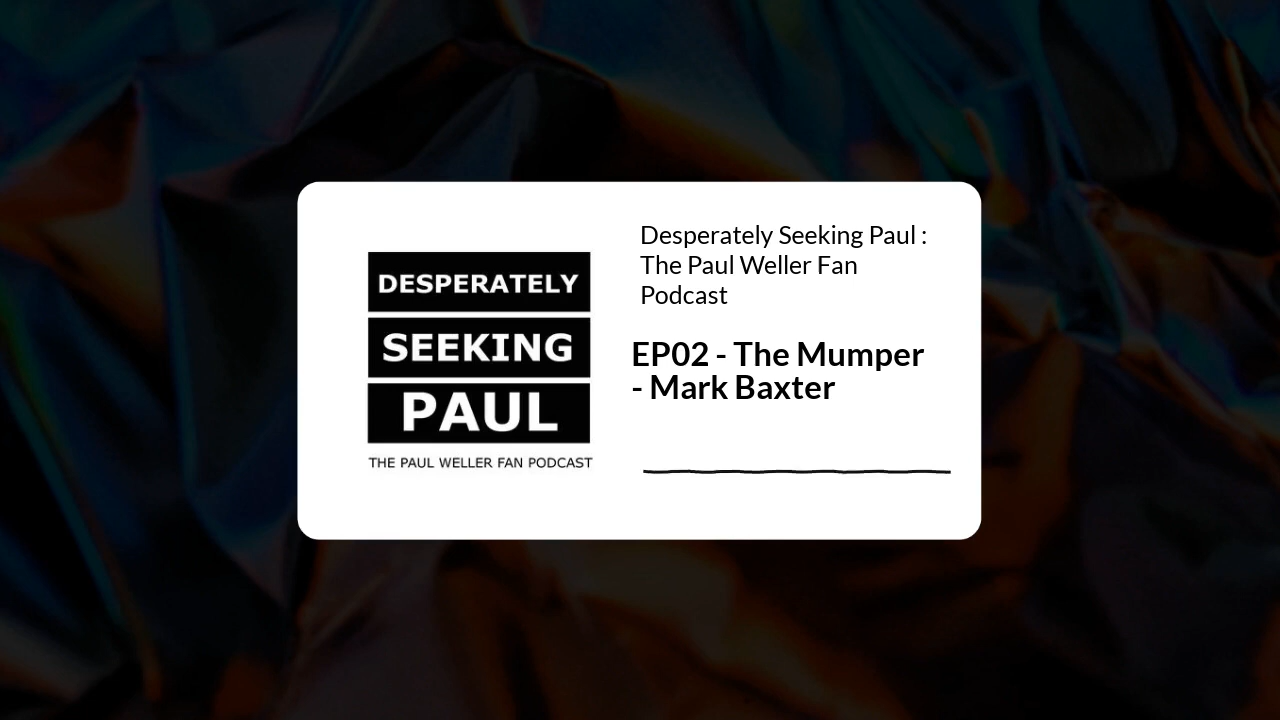 DESPERATELY
SEEKING
PAUL
THE PAUL WELLER FAN PODCAST
Desperately Seeking Paul :
The Paul Weller Fan
Podcast
EP02 - The Mumper
- Mark Baxter